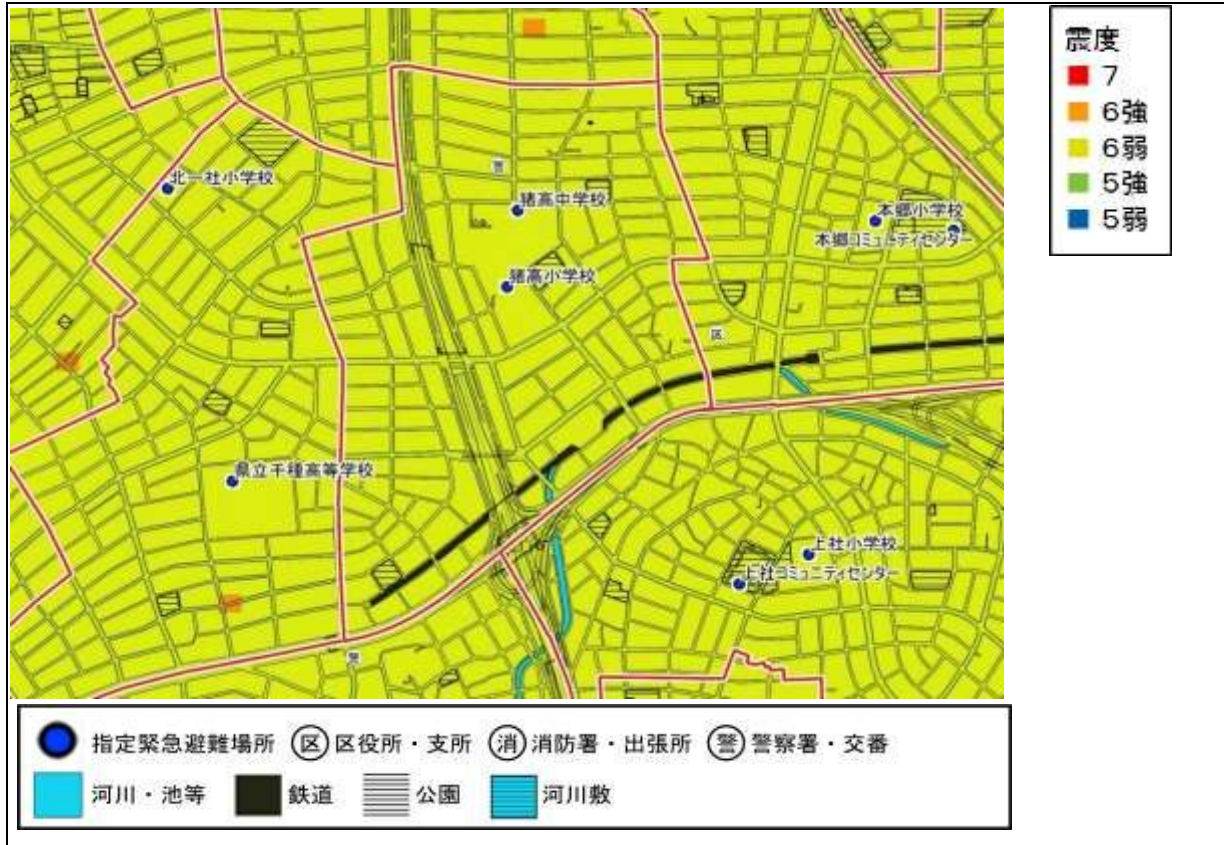 震度
7
6強
6弱
5強
5弱
北一社小学校
猪高中学校
本郷小学校
本郷コミュニティセンター
猪高小学校
区
県立千種高等学校
上社小学校
上社コミュニティセンター
指定緊急避難場所
区 区役所・支所
消 消防署・出張所
警 警察署・交番
河川・池等
鉄道
公園
河川敷